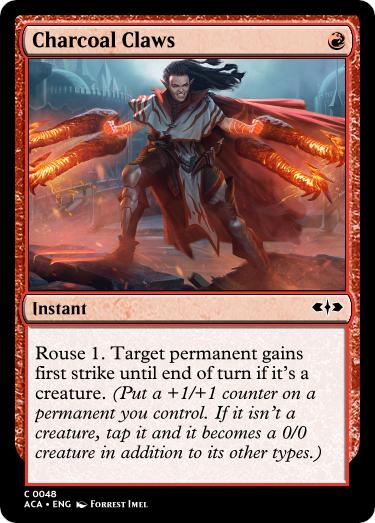 Charcoal Claws
Instant
Rouse 1. Target permanent gains
first strike until end of turn if it's a
creature. (Put a +1/+1 counter on a
permanent you control. If it isn't a
creature, tap it and it becomes a 0/0
creature in addition to its other types.)
C 0048
ACA • ENG Forrest Imel